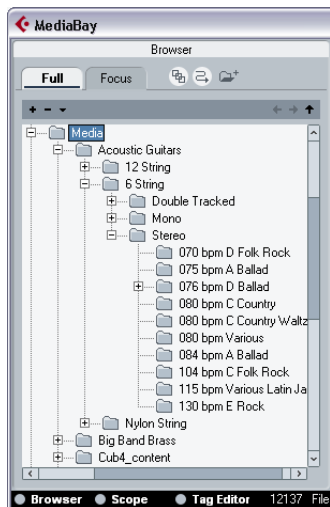 MediaBay
Browser
Full Focus
Media
Acoustic Guitars
12 String
6 String
Double Tracked
Mono
Stereo
070 bpm D Folk Rock
075 bpm A Ballad
076 bpm D Ballad
080 bpm C Country
080 bpm C Country Waltz
080 bpm Various
084 bpm A Ballad
104 bpm C Folk Rock
115 bpm Various Latin Ja
130 bpm E Rock
Nylon String
Big Band Brass
Cub4_content
Browser Scope Tag Editor 12137 File